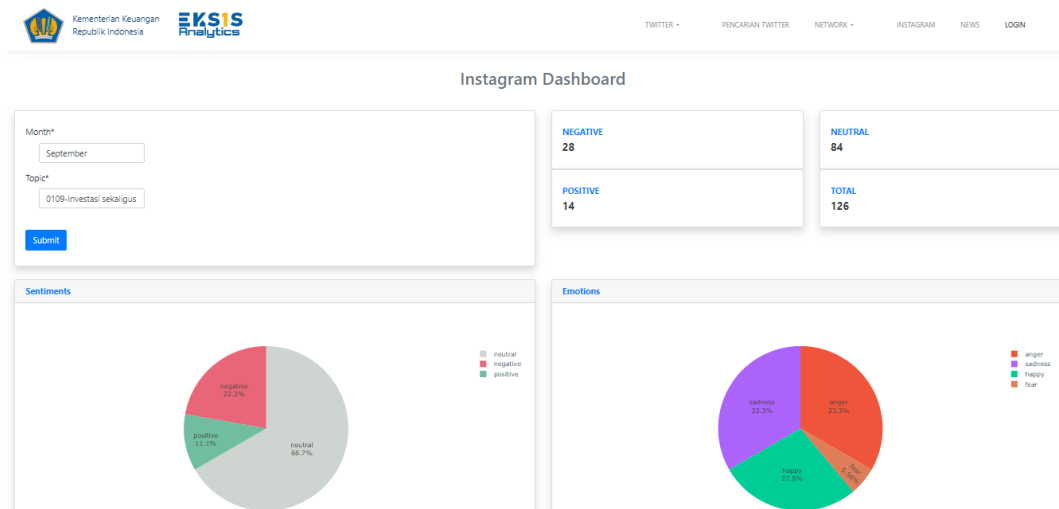 Kementerian Keuangan
Republik Indonesia
EKS1S
Analytics
TWITTER
PENCARIAN TWITTER
NETWORK
INSTAGRAM
NEWS
LOGIN
Instagram Dashboard
Month*
September
Topic*
0109-Investasi sekaligus
Submit
NEGATIVE
28
NEUTRAL
84
POSITIVE
14
TOTAL
126
Sentiments
negative
22.2%
positive
11.1%
neutral
66.7%
neutral
negative
positive
Emotions
sadness
33.3%
anger
33.3%
happy
27.8%
fear
5.56%
anger
sadness
happy
fear